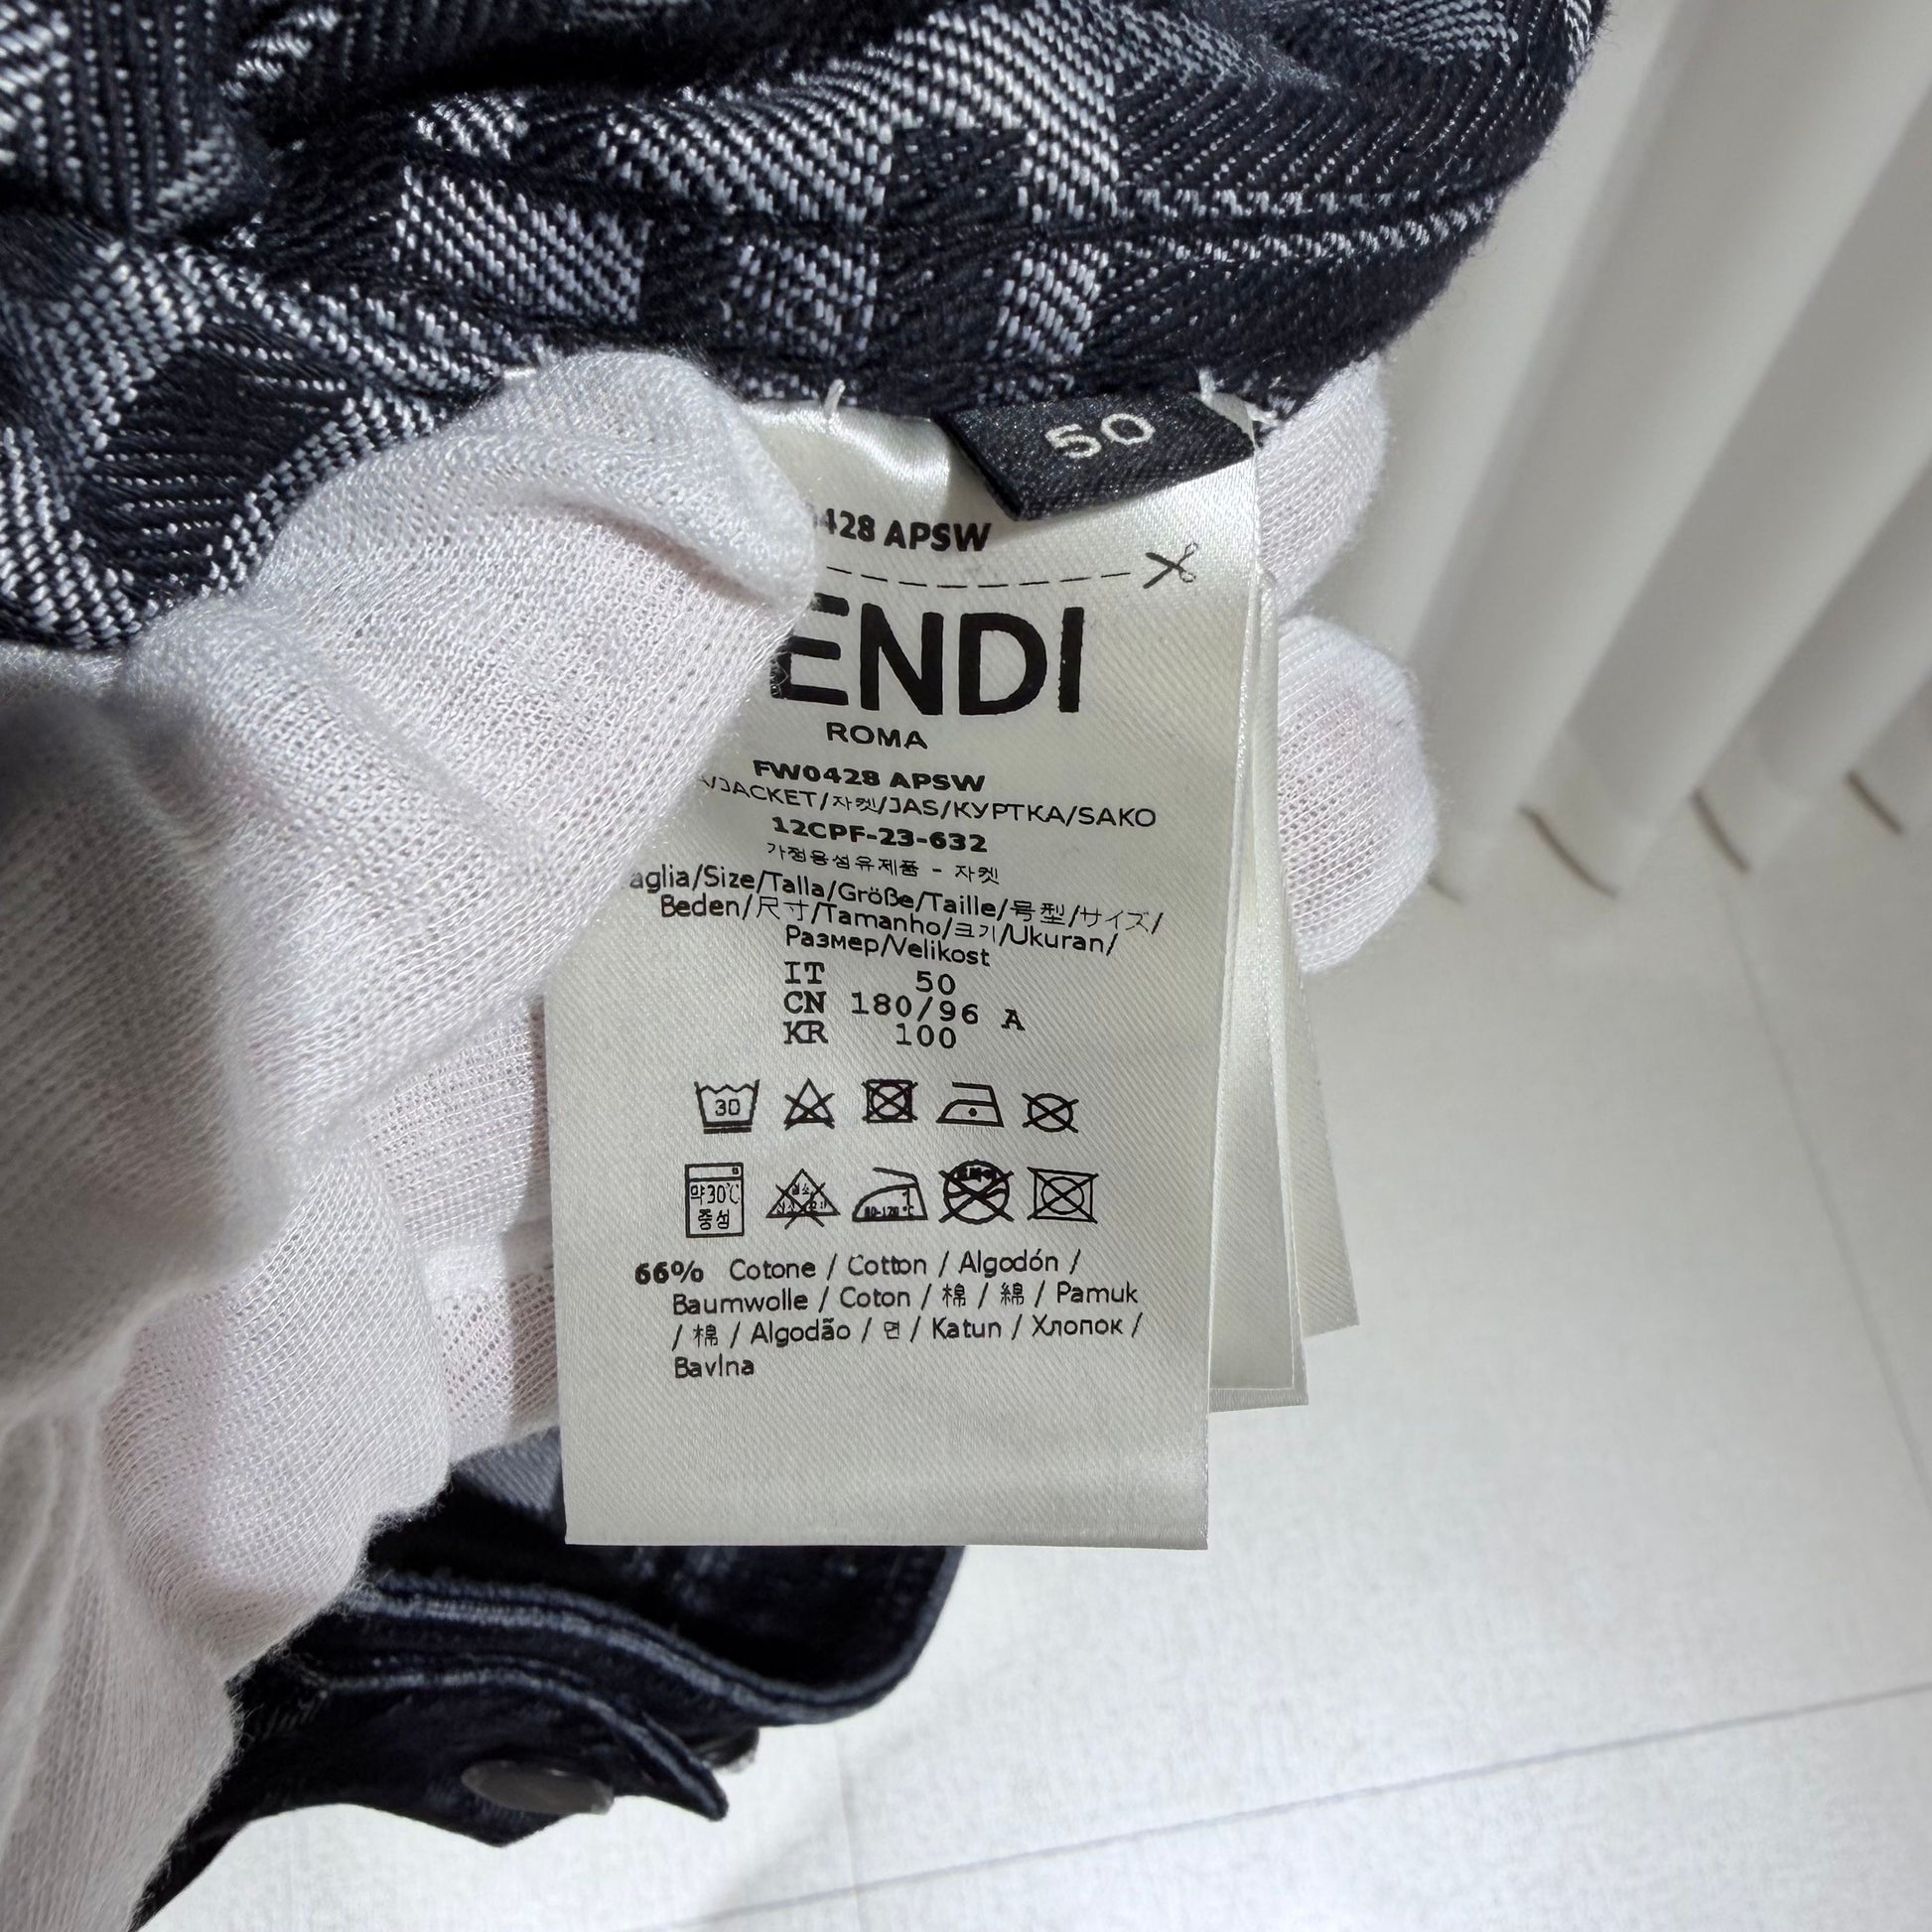 50
0428 APSW
ENDI
ROMA
FW0428 APSW
/JACKET/자켓/JAS/КУРТКА/SAKO
12CPF-23-632
가정용섬유제품 - 자켓
aglia/Size/Talla/Größe/Taille/号型/サイズ/
Beden/尺寸/Tamanho/크기/Ukuran/
Размер/Velikost
IT 50
CN 180/96 A
KR 100
30
약30℃
중성
80-120℃
66% Cotone / Cotton / Algodón /
Baumwolle / Coton / 棉 / 綿 / Pamuk
/ 棉 / Algodão / 면 / Katun / Хлопок /
Bavlna